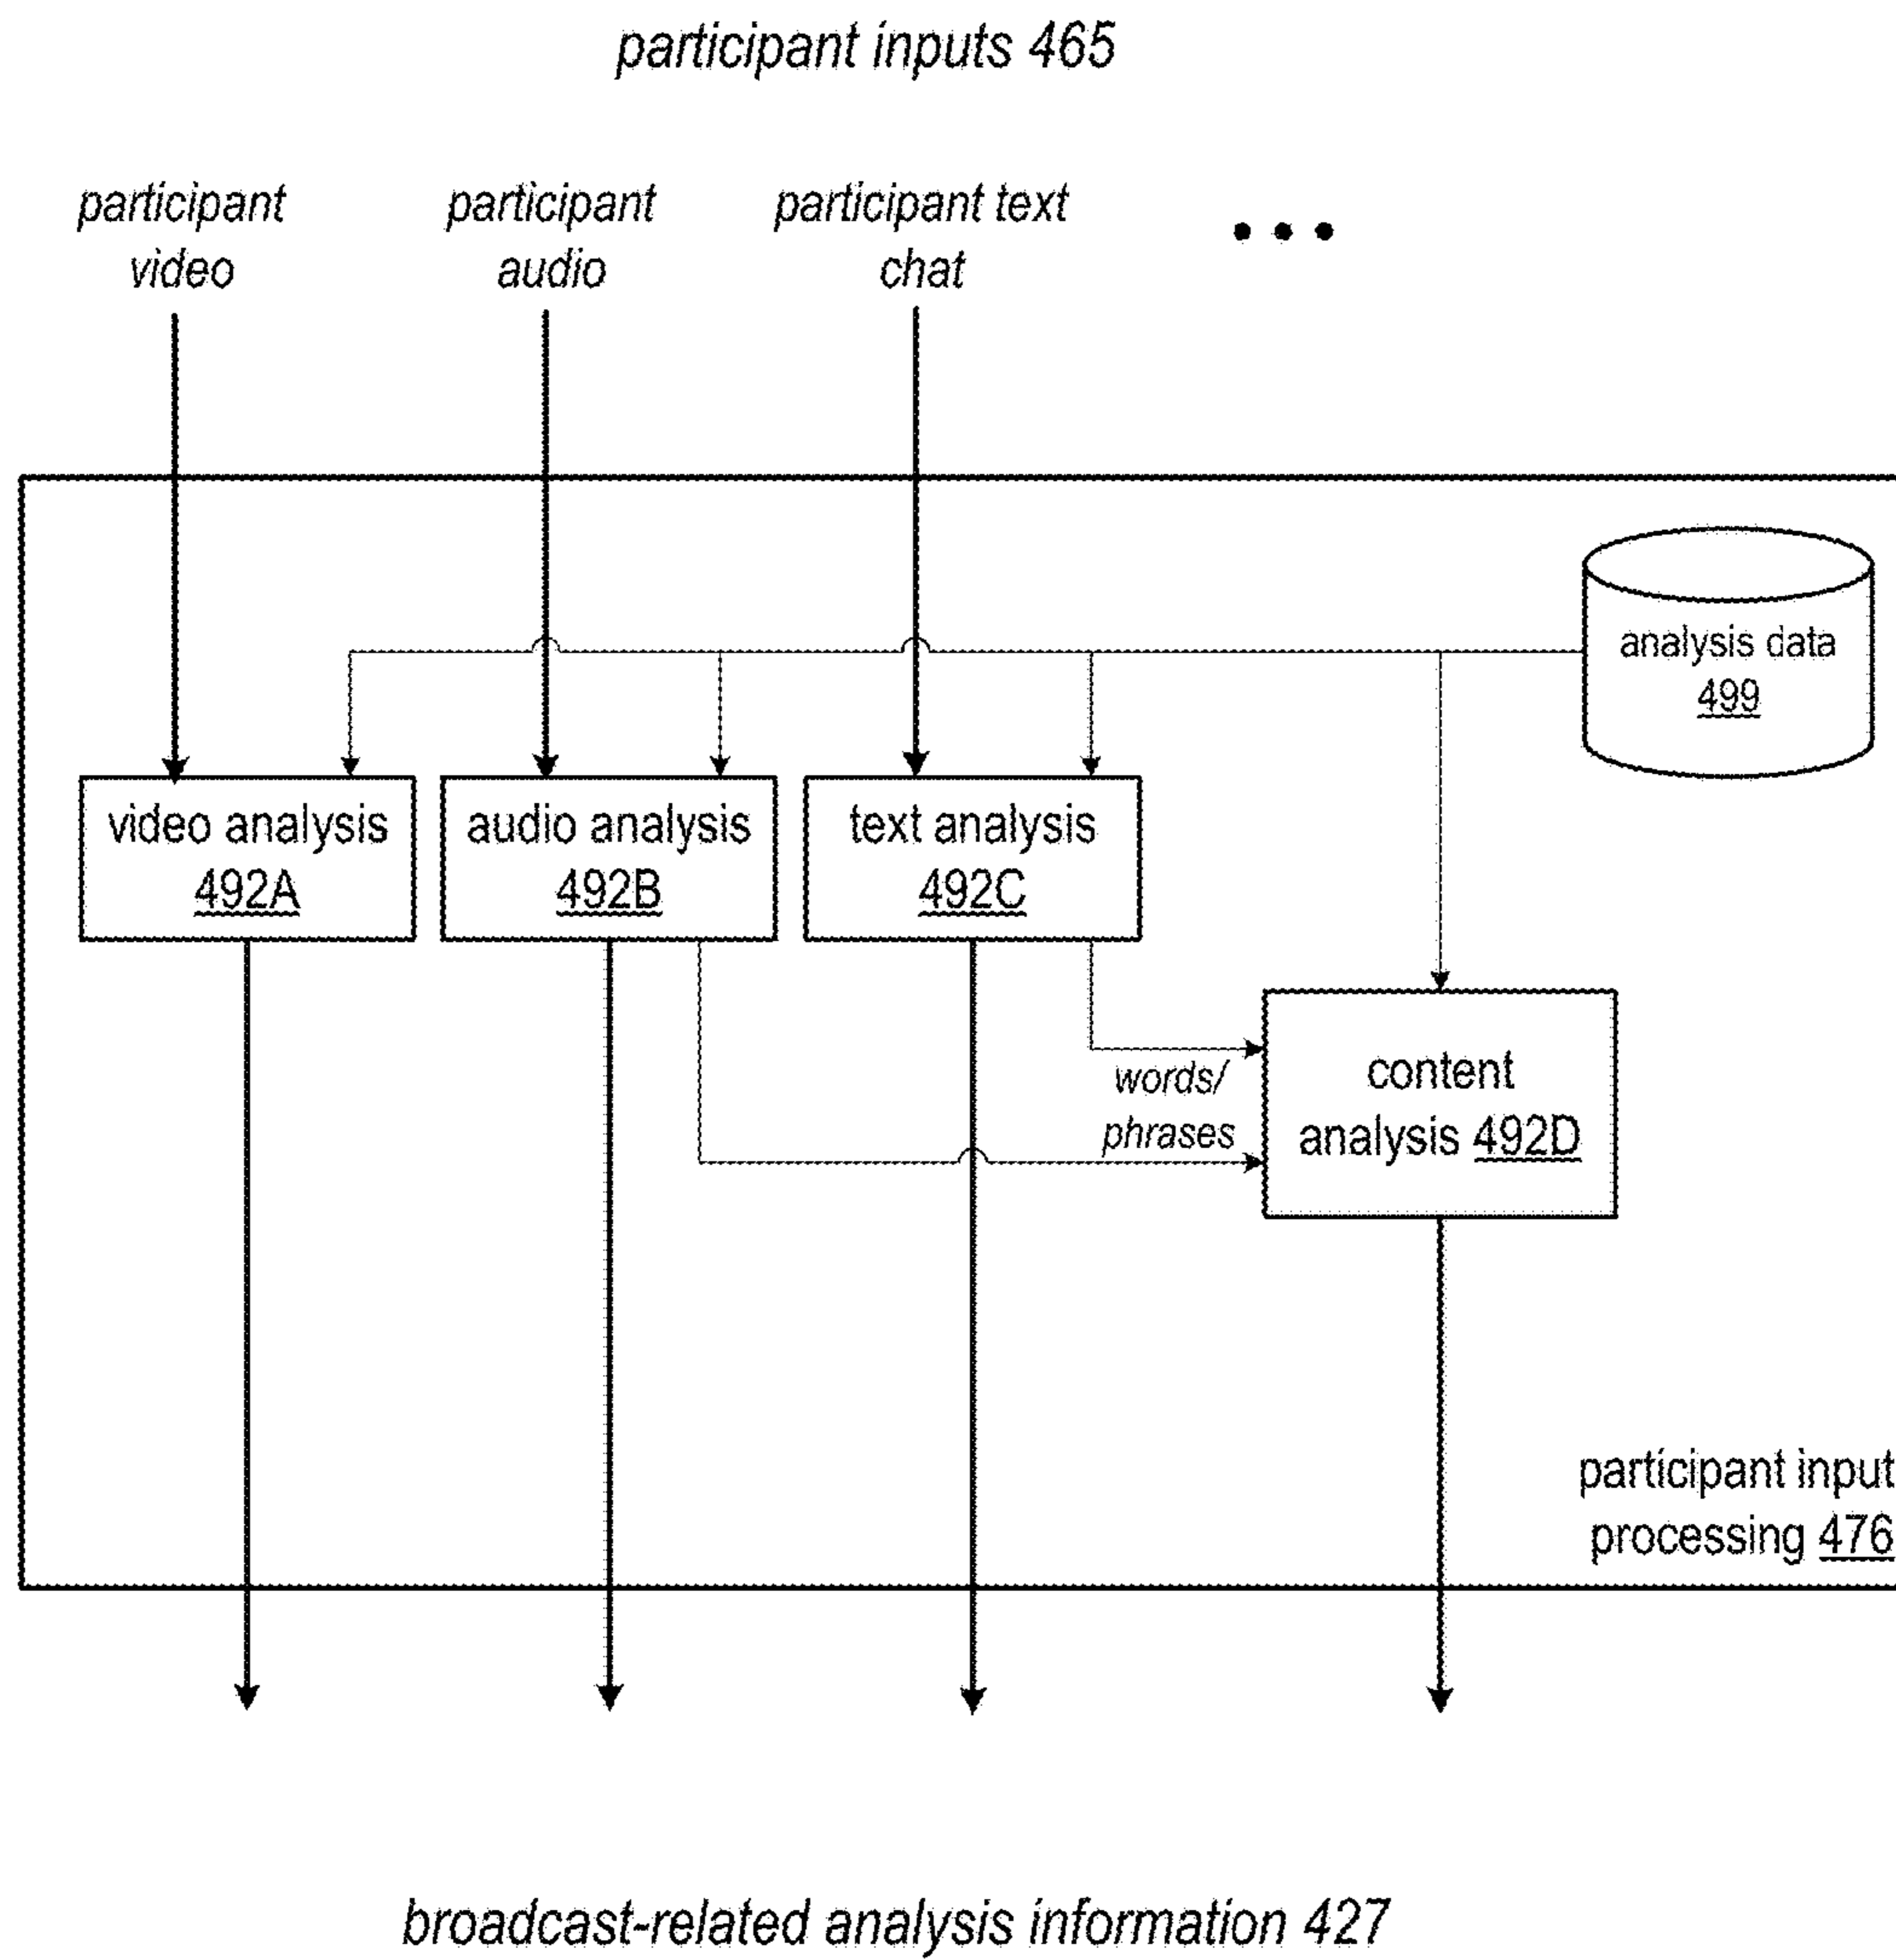 participant inputs 465
participant
video
participant
audio
participant text
chat
analysis data
499
video analysis
492A
audio analysis
492B
text analysis
492C
words/
phrases
content
analysis 492D
participant input
processing 476
broadcast-related analysis information 427